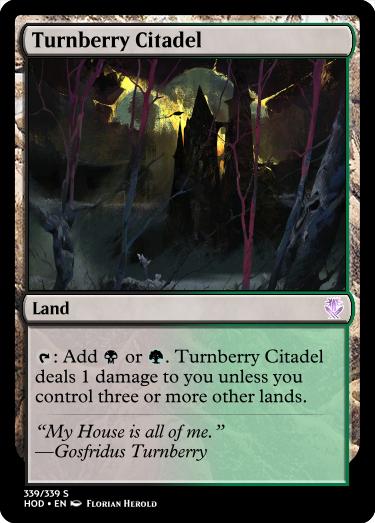 Turnberry Citadel
Land
: Add or . Turnberry Citadel
deals 1 damage to you unless you
control three or more other lands.
“My House is all of me.”
—Gosfridus Turnberry
339/339 S
HOD • EN Florian Herold